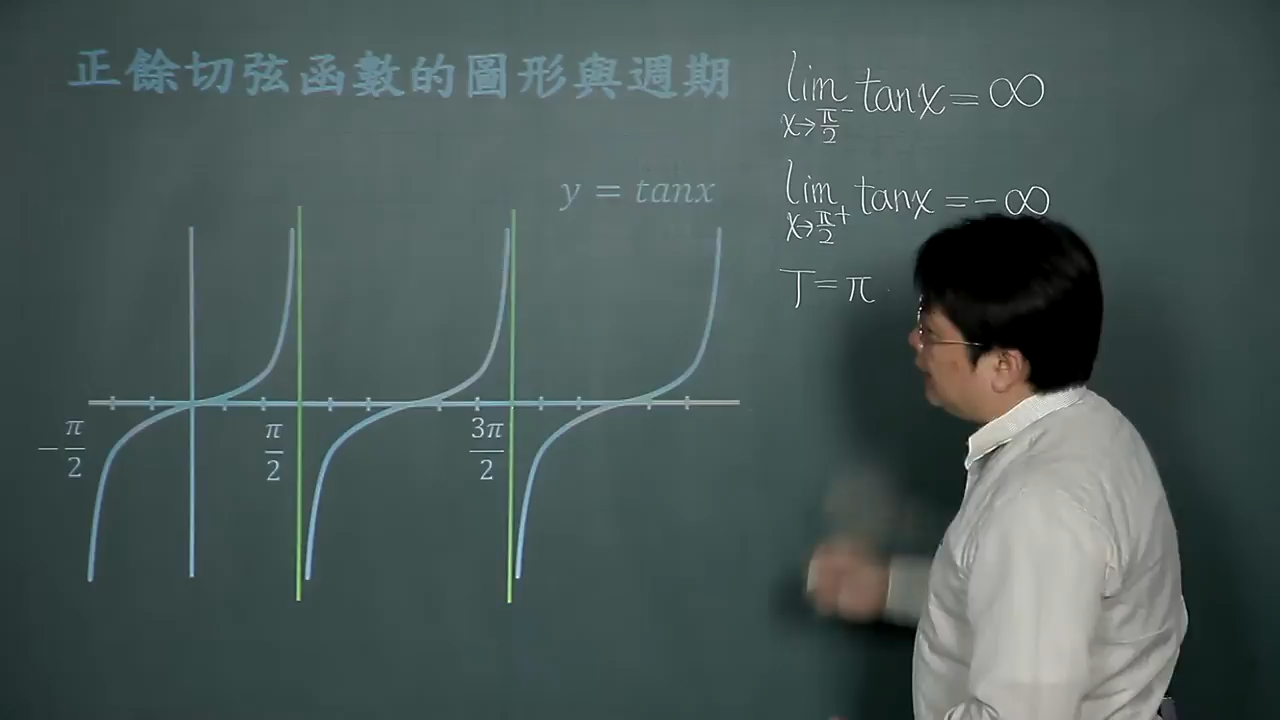 正餘切弦函數的圖形與週期
y = tanx
-π/2
π/2
3π/2
lim x→π/2⁻ tanx = ∞
lim x→π/2⁺ tanx = -∞
T = π